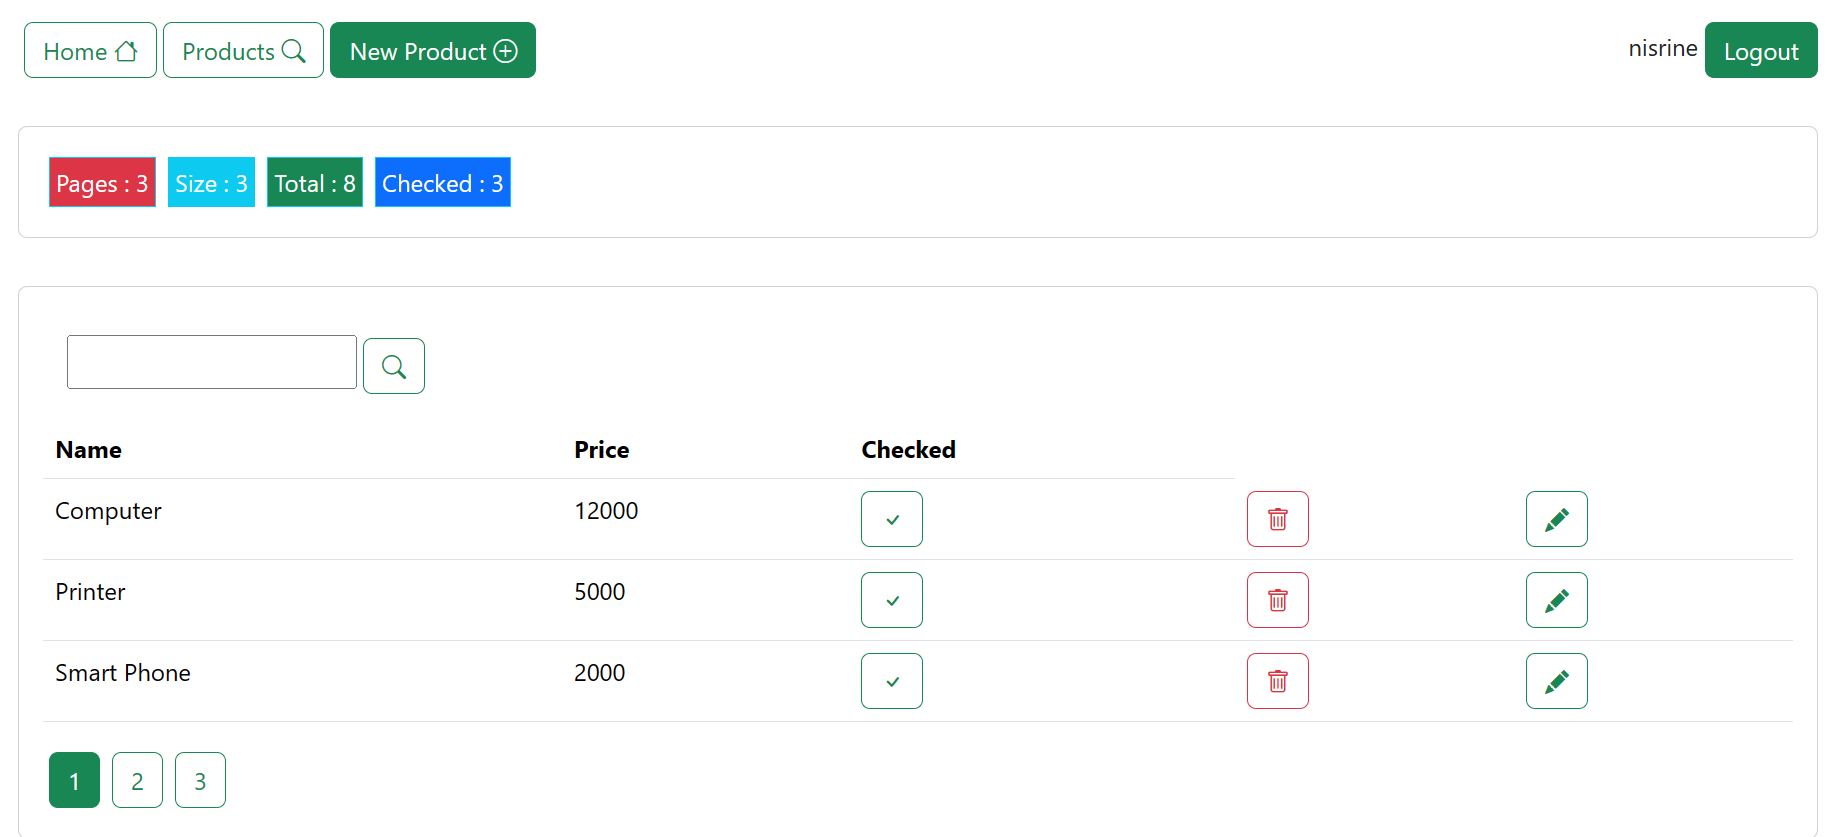 Home Products New Product nisrine Logout
Pages : 3 Size : 3 Total : 8 Checked : 3
Name Price Checked
Computer 12000
Printer 5000
Smart Phone 2000
1 2 3